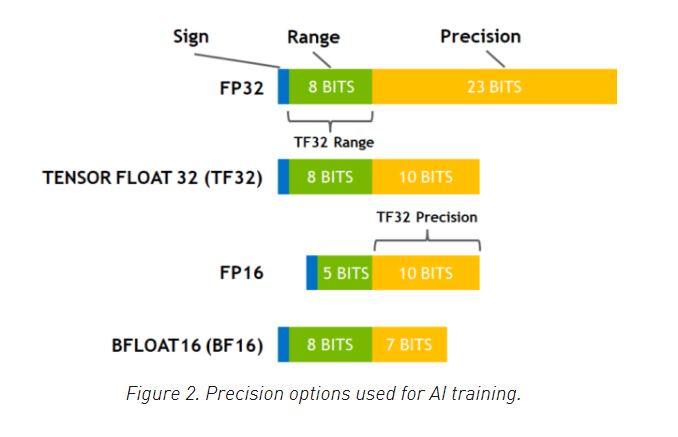 Sign Range Precision
FP32 8 BITS 23 BITS
TF32 Range
TENSOR FLOAT 32 (TF32) 8 BITS 10 BITS
TF32 Precision
FP16 5 BITS 10 BITS
BFLOAT16 (BF16) 8 BITS 7 BITS
Figure 2. Precision options used for AI training.